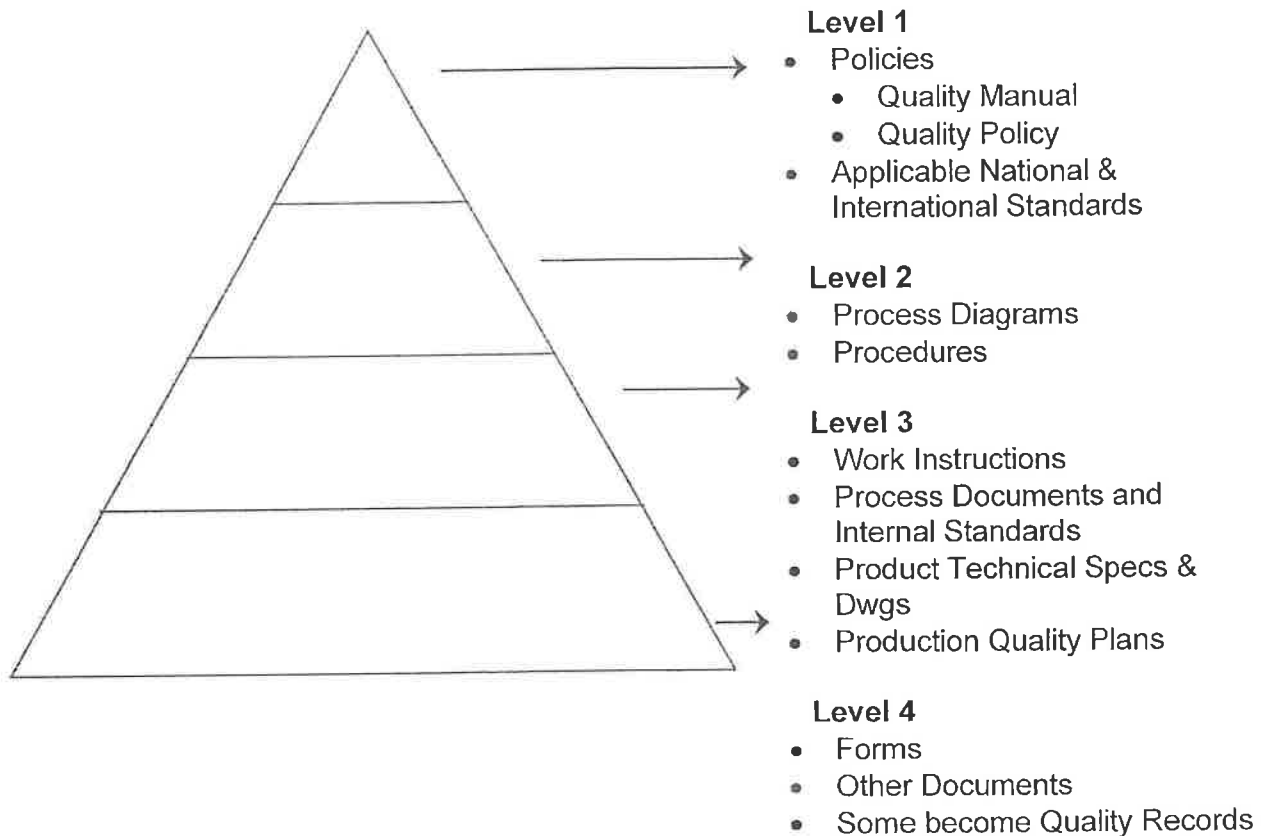 Level 1
• Policies
• Quality Manual
• Quality Policy
• Applicable National &
International Standards
Level 2
• Process Diagrams
• Procedures
Level 3
• Work Instructions
• Process Documents and
Internal Standards
• Product Technical Specs &
Dwgs
• Production Quality Plans
Level 4
• Forms
• Other Documents
• Some become Quality Records